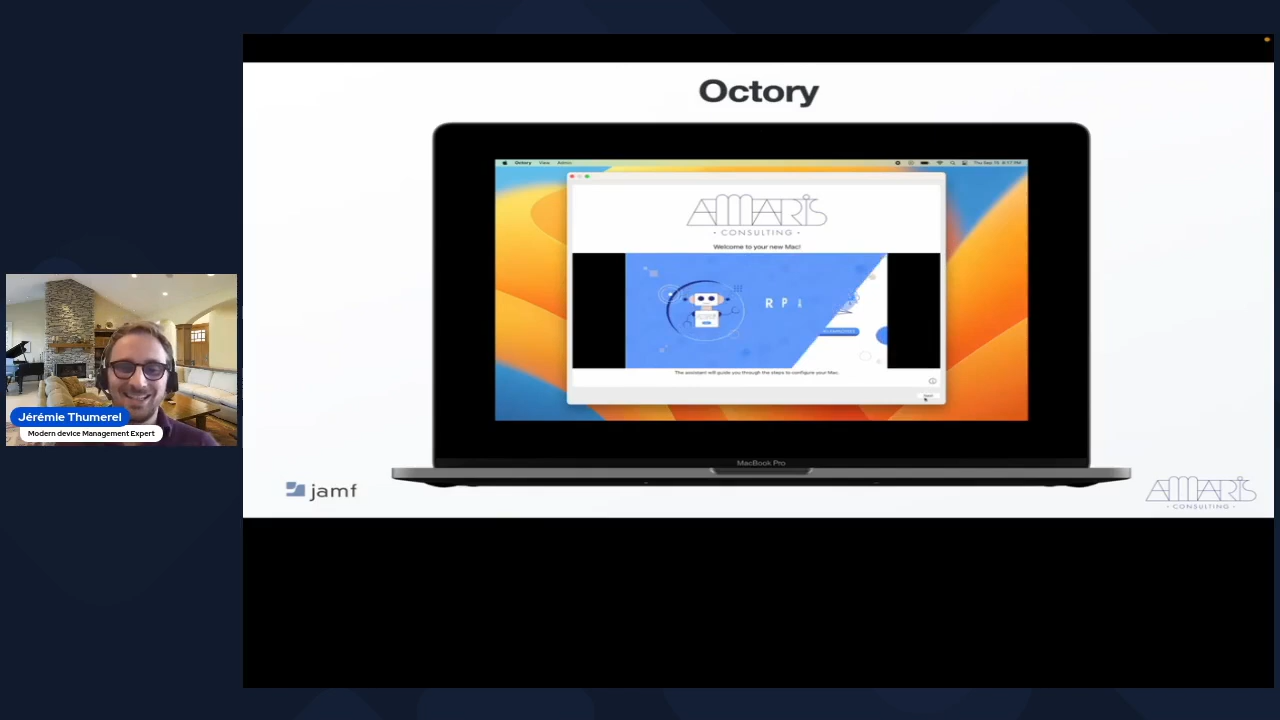 Octory
Octory View Admin
AMARIS
• CONSULTING •
Welcome to your new Mac!
R P
The assistant will guide you through the steps to configure your Mac.
MacBook Pro
jamf
AMARIS
• CONSULTING •
Jérémie Thumerel
Modern device Management Expert